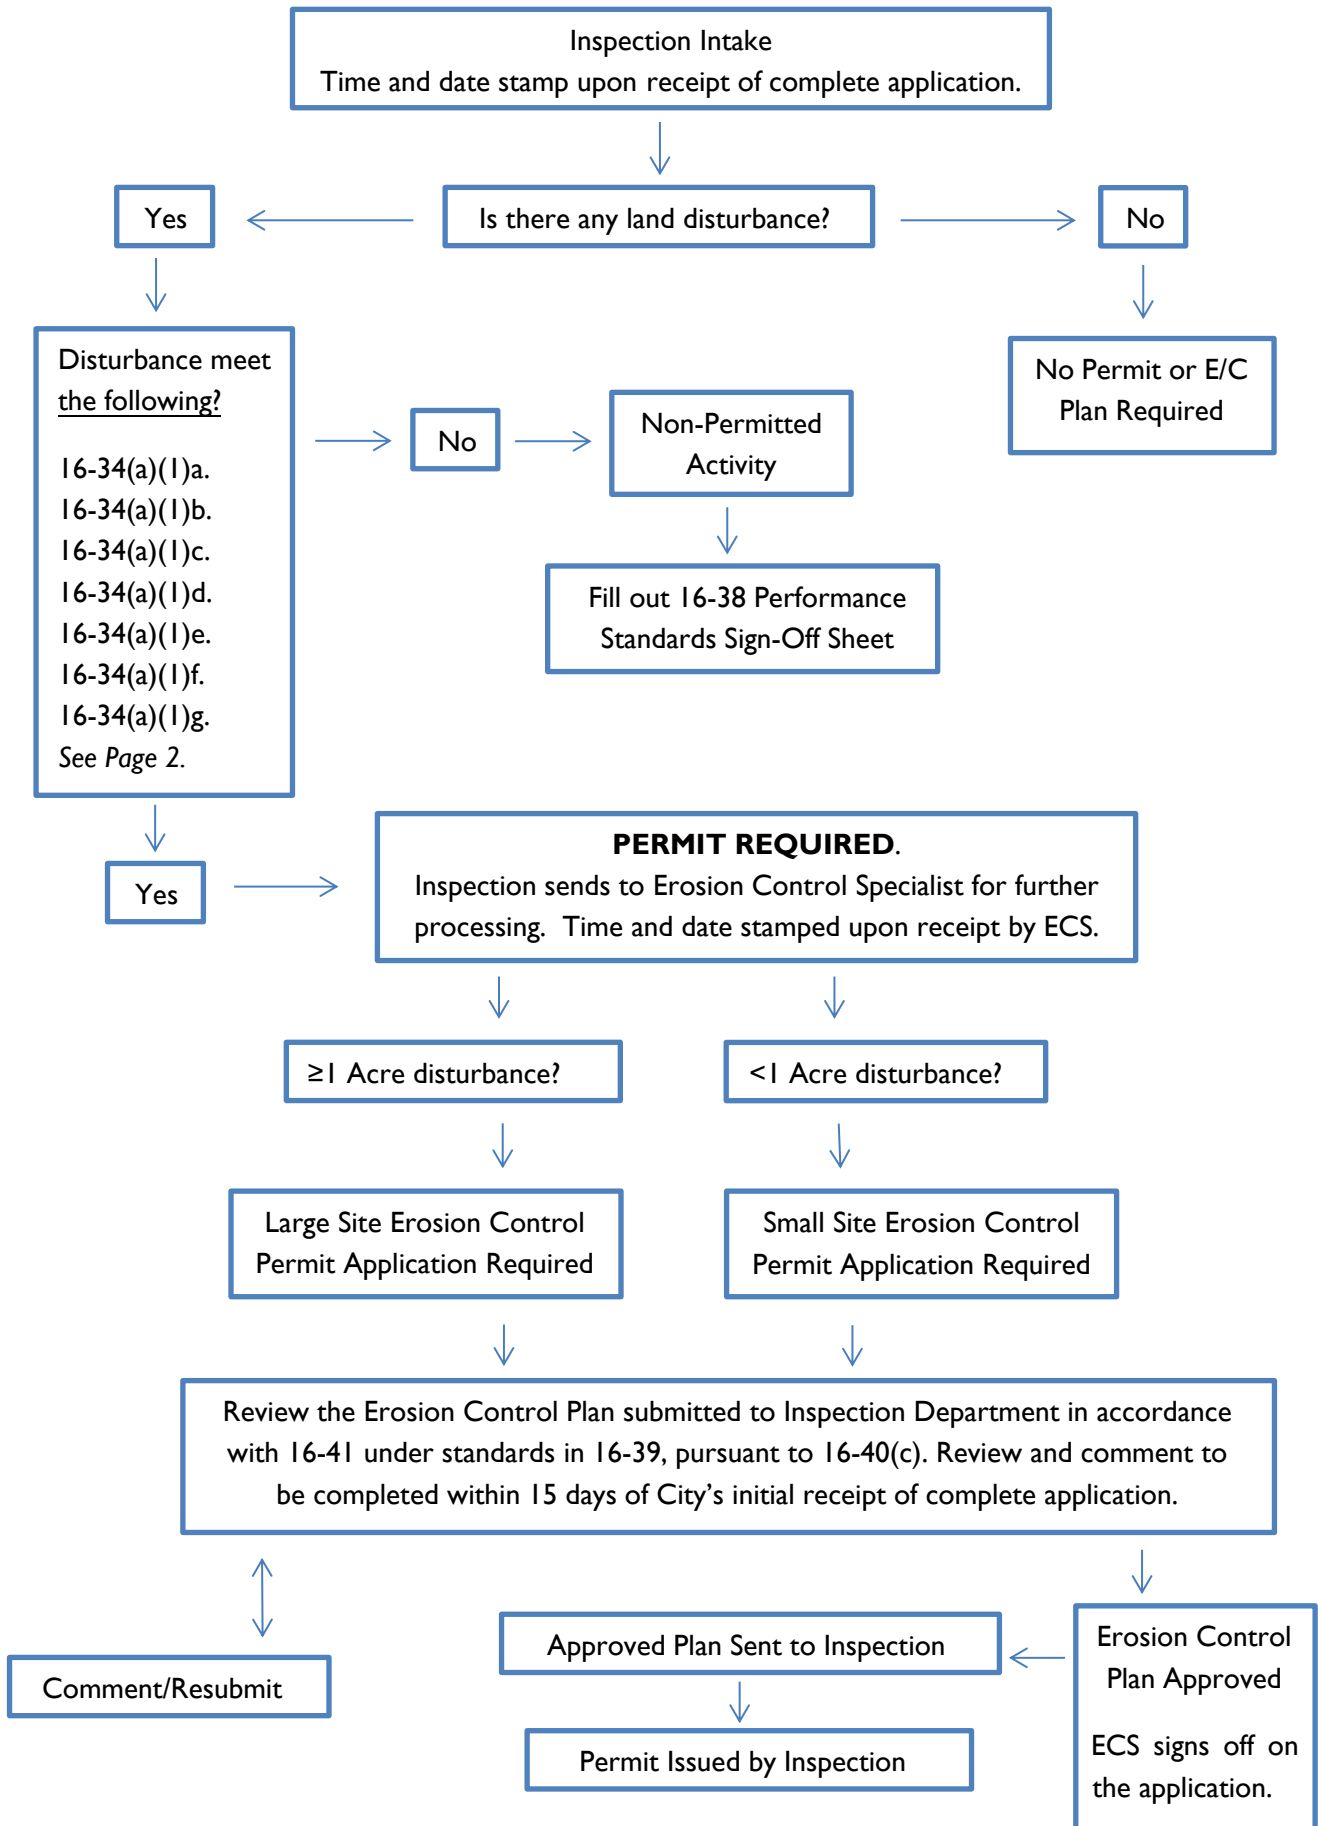 Inspection Intake
Time and date stamp upon receipt of complete application.
Yes
Is there any land disturbance?
No
Disturbance meet
the following?
16-34(a)(1)a.
16-34(a)(1)b.
16-34(a)(1)c.
16-34(a)(1)d.
16-34(a)(1)e.
16-34(a)(1)f.
16-34(a)(1)g.
See Page 2.
No
Non-Permitted
Activity
No Permit or E/C
Plan Required
Fill out 16-38 Performance
Standards Sign-Off Sheet
Yes
PERMIT REQUIRED.
Inspection sends to Erosion Control Specialist for further
processing.  Time and date stamped upon receipt by ECS.
≥1 Acre disturbance?
<1 Acre disturbance?
Large Site Erosion Control
Permit Application Required
Small Site Erosion Control
Permit Application Required
Review the Erosion Control Plan submitted to Inspection Department in accordance
with 16-41 under standards in 16-39, pursuant to 16-40(c). Review and comment to
be completed within 15 days of City’s initial receipt of complete application.
Comment/Resubmit
Approved Plan Sent to Inspection
Permit Issued by Inspection
Erosion Control
Plan Approved
ECS signs off on
the application.